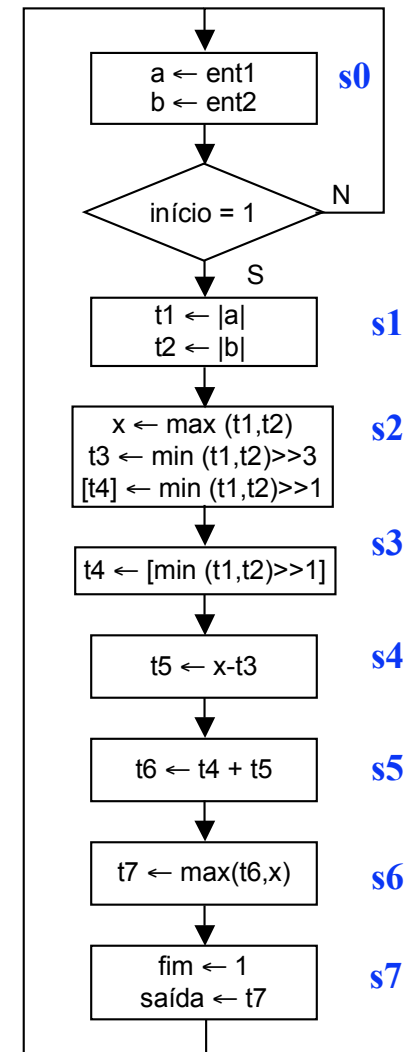 a ← ent1
b ← ent2
s0
início = 1
N
S
t1 ← |a|
t2 ← |b|
s1
x ← max (t1,t2)
t3 ← min (t1,t2)>>3
[t4] ← min (t1,t2)>>1
s2
s3
t4 ← [min (t1,t2)>>1]
s4
t5 ← x-t3
t6 ← t4 + t5
s5
t7 ← max(t6,x)
s6
fim ← 1
saída ← t7
s7